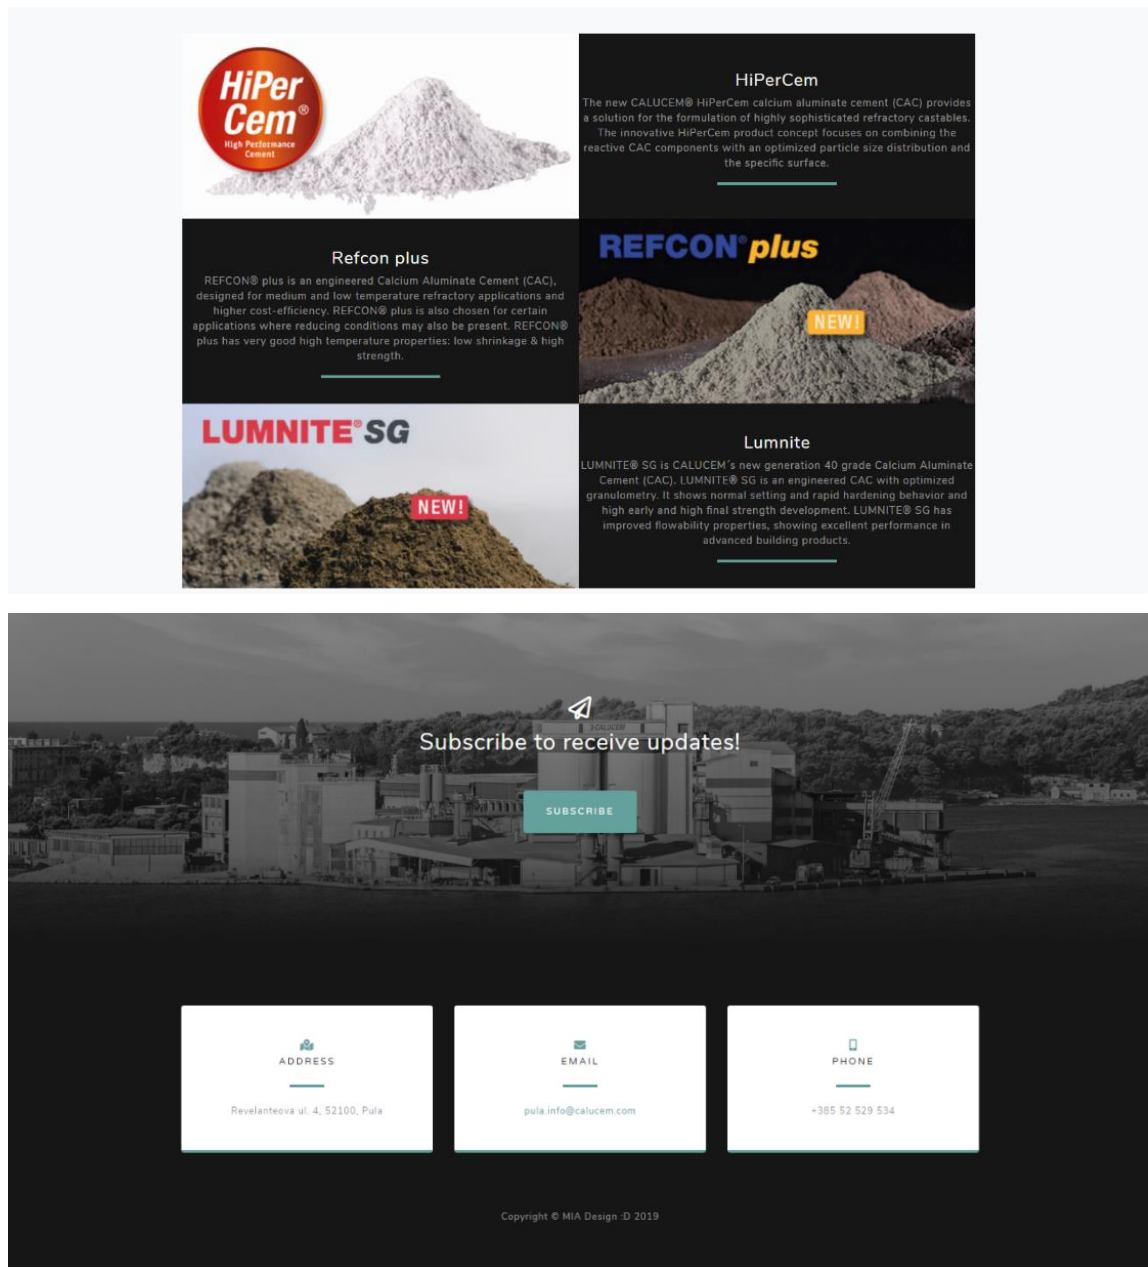 HiPer
Cem®
High Performance
Cement
HiPerCem
The new CALUCEM® HiPerCem calcium aluminate cement (CAC) provides
a solution for the formulation of highly sophisticated refractory castables.
The innovative HiPerCem product concept focuses on combining the
reactive CAC components with an optimized particle size distribution and
the specific surface.
Refcon plus
REFCON® plus is an engineered Calcium Aluminate Cement (CAC),
designed for medium and low temperature refractory applications and
higher cost-efficiency. REFCON® plus is also chosen for certain
applications where reducing conditions may also be present. REFCON®
plus has very good high temperature properties: low shrinkage & high
strength.
REFCON® plus
NEW!
LUMNITE® SG
NEW!
Lumnite
LUMNITE® SG is CALUCEM´s new generation 40 grade Calcium Aluminate
Cement (CAC). LUMNITE® SG is an engineered CAC with optimized
granulometry. It shows normal setting and rapid hardening behavior and
high early and high final strength development. LUMNITE® SG has
improved flowability properties, showing excellent performance in
advanced building products.
CALUCEM
Subscribe to receive updates!
SUBSCRIBE
ADDRESS
Revelanteova ul. 4, 52100, Pula
EMAIL
pula.info@calucem.com
PHONE
+385 52 529 534
Copyright © MIA Design :D 2019